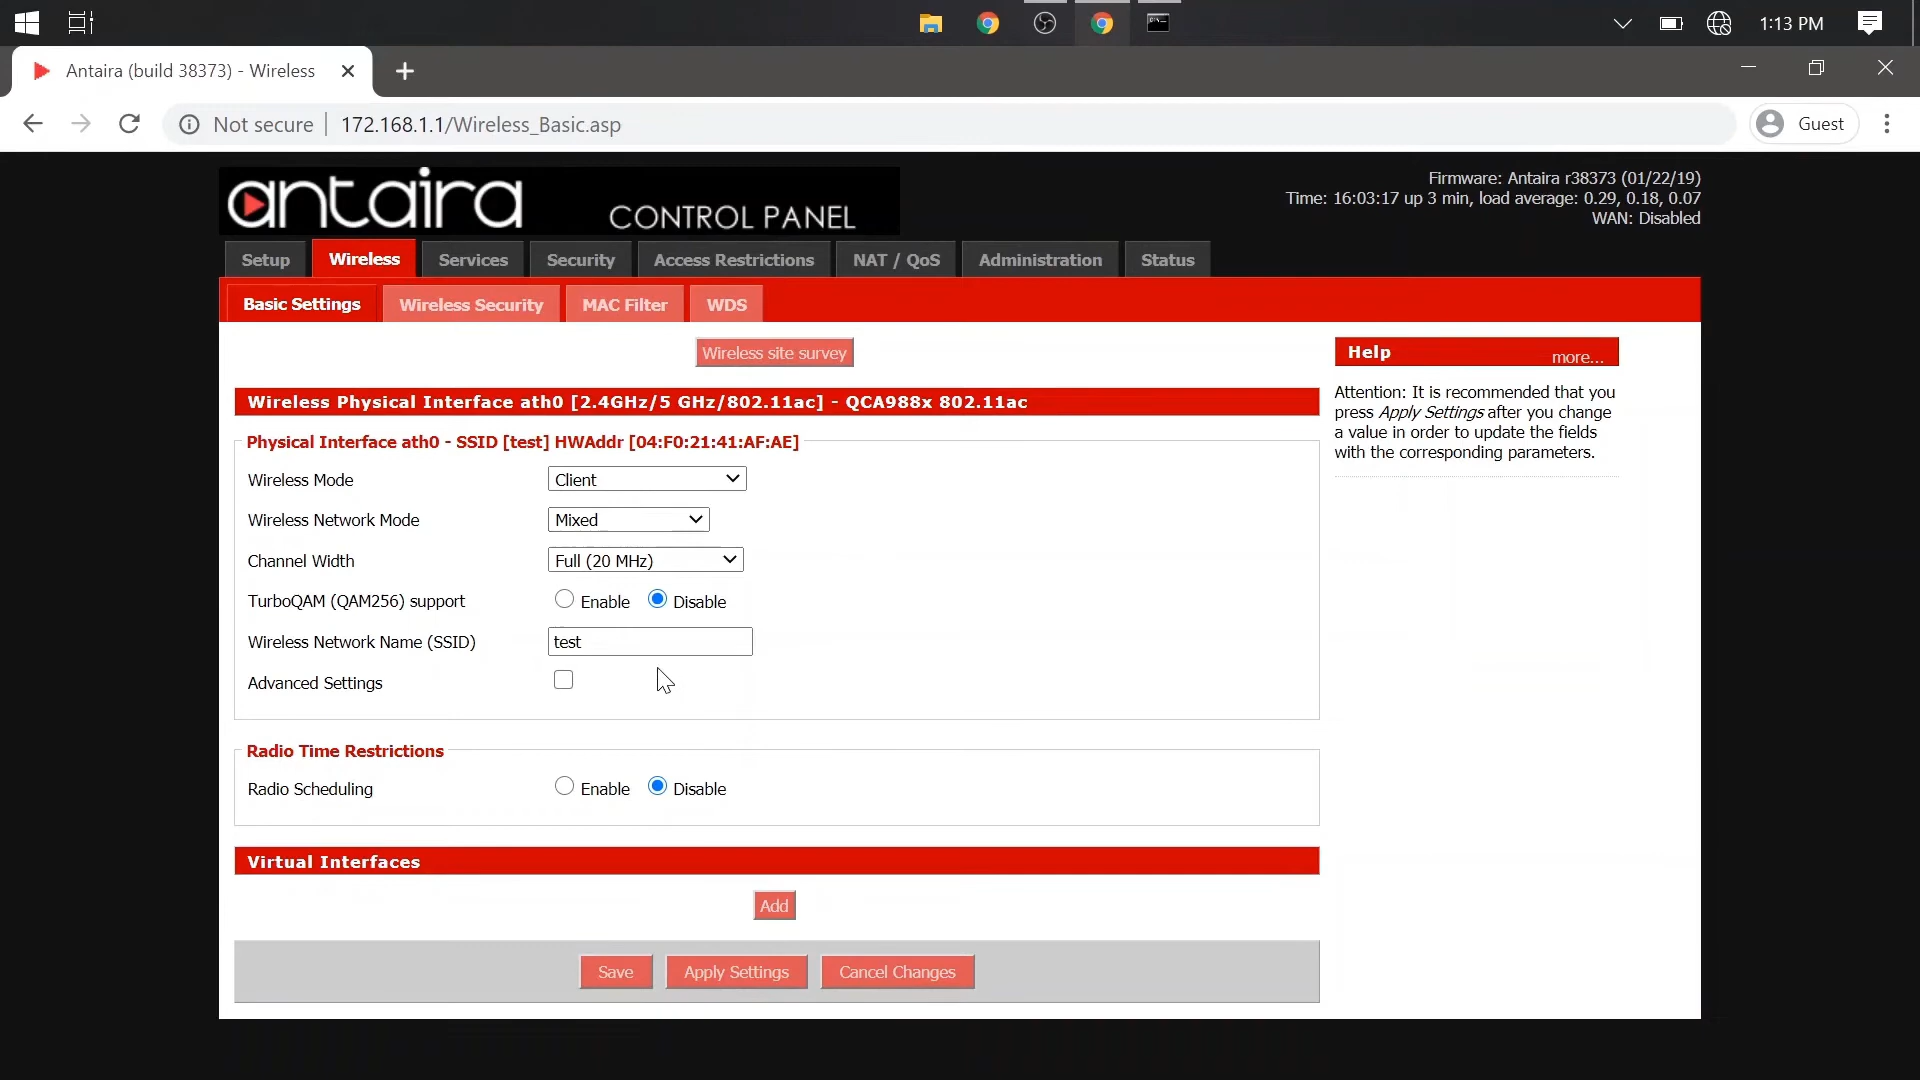 1:13 PM
Antaira (build 38373) - Wireless
Not secure
172.168.1.1/Wireless_Basic.asp
Guest
antaira CONTROL PANEL
Firmware: Antaira r38373 (01/22/19)
Time: 16:03:17 up 3 min, load average: 0.29, 0.18, 0.07
WAN: Disabled
Setup Wireless Services Security Access Restrictions NAT / QoS Administration Status
Basic Settings Wireless Security MAC Filter WDS
Wireless site survey
Wireless Physical Interface ath0 [2.4GHz/5 GHz/802.11ac] - QCA988x 802.11ac
Physical Interface ath0 - SSID [test] HWAddr [04:F0:21:41:AF:AE]
Wireless Mode Client
Wireless Network Mode Mixed
Channel Width Full (20 MHz)
TurboQAM (QAM256) support Enable Disable
Wireless Network Name (SSID) test
Advanced Settings
Radio Time Restrictions
Radio Scheduling Enable Disable
Virtual Interfaces
Add
Save Apply Settings Cancel Changes
Help more...
Attention: It is recommended that you
press Apply Settings after you change
a value in order to update the fields
with the corresponding parameters.